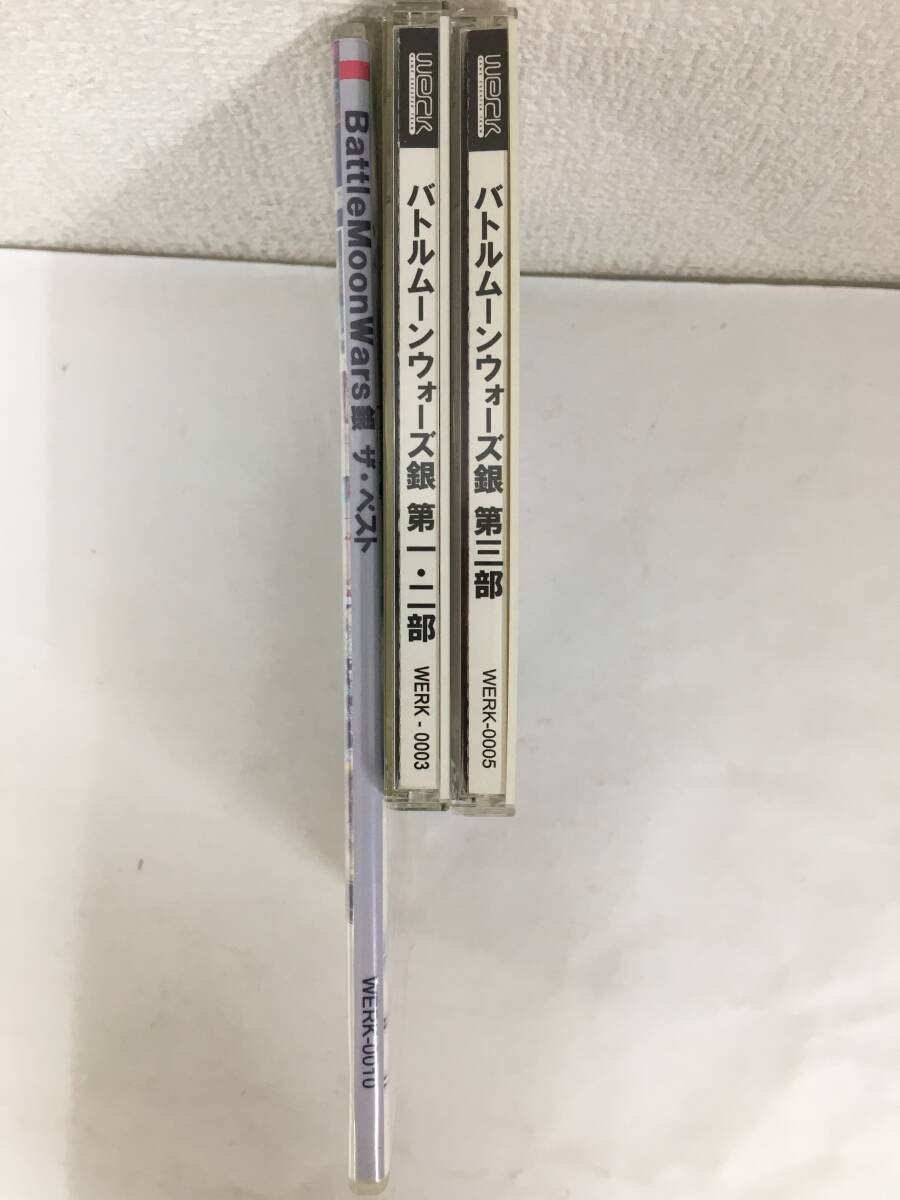 BattleMoonWars銀 ザ・ベスト
WERK-0010
werk
バトルムーンウォーズ銀 第一・二部
WERK - 0003
werk
バトルムーンウォーズ銀 第三部
WERK-0005